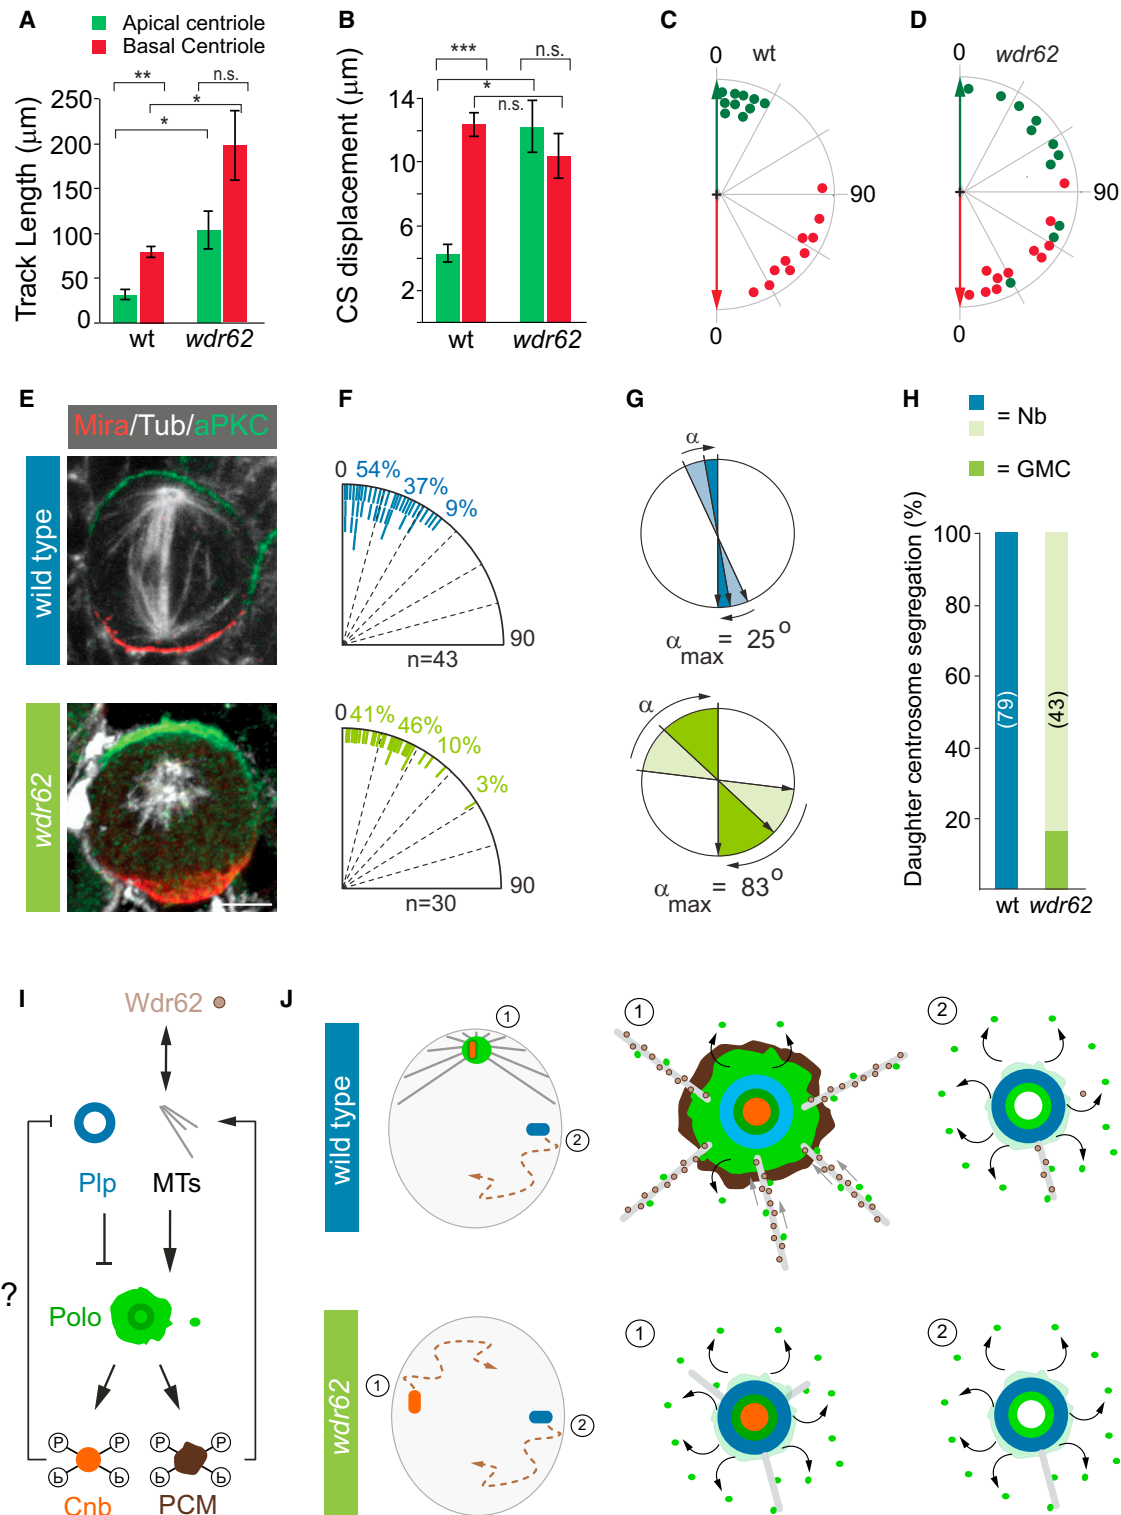 A
Apical centriole
Basal Centriole
Track Length (µm)
**
n.s.
*
*
250
200
150
100
50
0
wt
wdr62
B
CS displacement (µm)
***
n.s.
*
n.s.
14
10
6
2
wt
wdr62
C
wt
0
90
0
D
wdr62
0
90
0
E
Mira/Tub/aPKC
wild type
wdr62
F
0
54%
37%
9%
90
n=43
0
41%
46%
10%
3%
90
n=30
G
α
αmax = 25°
α
αmax = 83°
H
= Nb
= GMC
Daughter centrosome segregation (%)
100
80
60
40
20
(79)
(43)
wt
wdr62
I
Wdr62
Plp
MTs
Polo
?
P P P P
P P P P
Cnb
PCM
J
wild type
1
2
1
2
wdr62
1
2
1
2